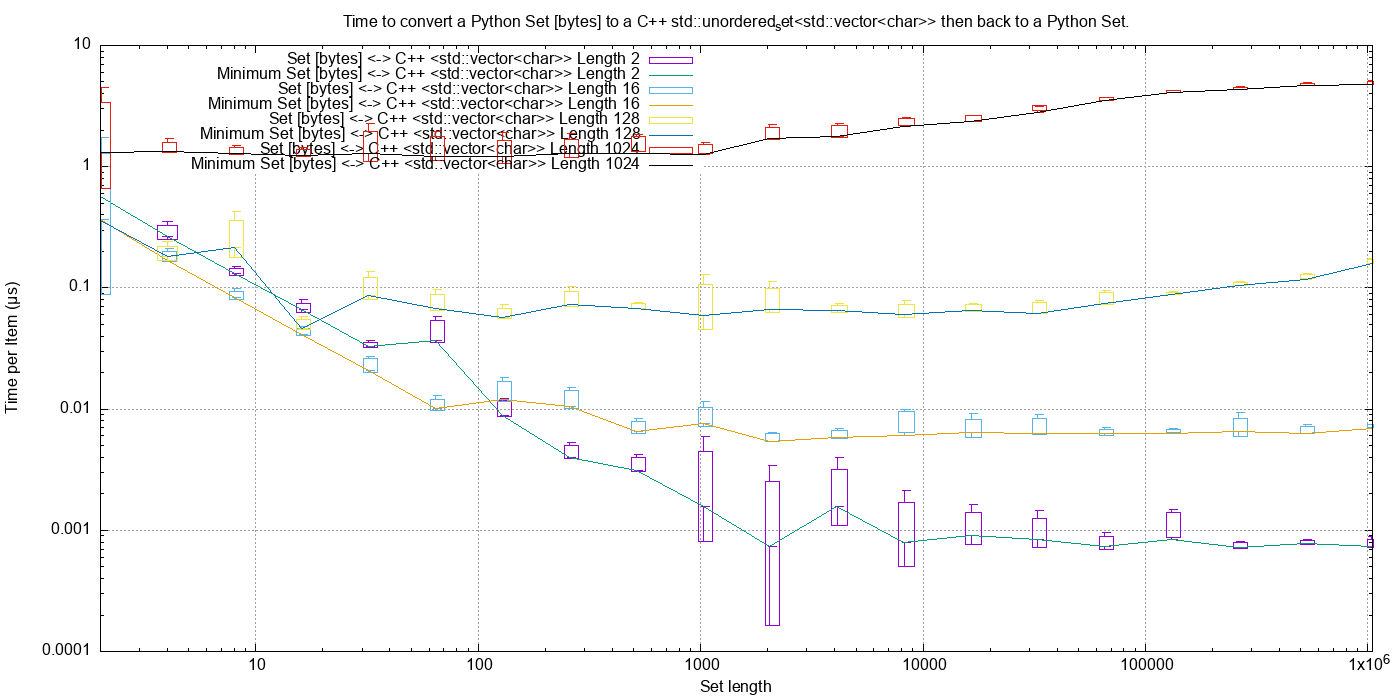 Time to convert a Python Set [bytes] to a C++ std::unordered_set<std::vector<char>> then back to a Python Set.
Set [bytes] <-> C++ <std::vector<char>> Length 2
Minimum Set [bytes] <-> C++ <std::vector<char>> Length 2
Set [bytes] <-> C++ <std::vector<char>> Length 16
Minimum Set [bytes] <-> C++ <std::vector<char>> Length 16
Set [bytes] <-> C++ <std::vector<char>> Length 128
Minimum Set [bytes] <-> C++ <std::vector<char>> Length 128
Set [bytes] <-> C++ <std::vector<char>> Length 1024
Minimum Set [bytes] <-> C++ <std::vector<char>> Length 1024
10
1
0.1
0.01
0.001
0.0001
Time per Item (µs)
10
100
1000
10000
100000
1x10⁶
Set length